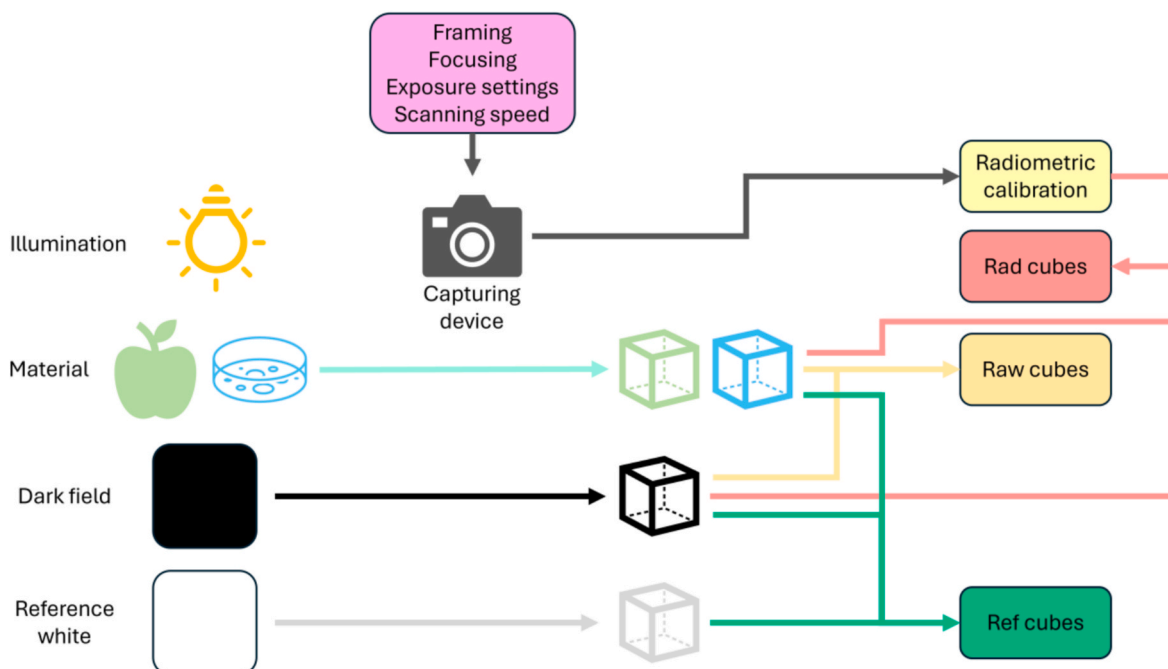 Framing
Focusing
Exposure settings
Scanning speed
Radiometric
calibration
Illumination
Rad cubes
Capturing
device
Material
Raw cubes
Dark field
Reference
white
Ref cubes